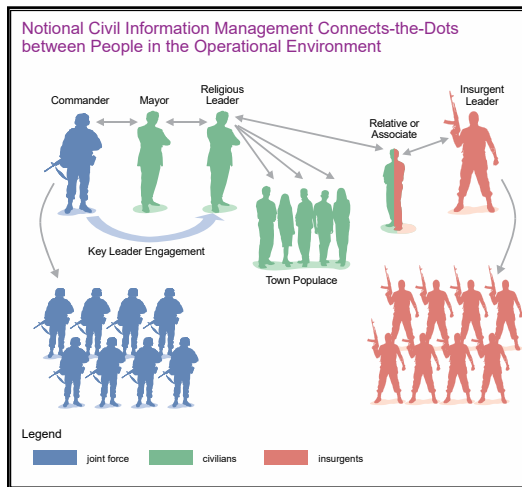 Notional Civil Information Management Connects-the-Dots
between People in the Operational Environment
Commander
Mayor
Religious
Leader
Relative or
Associate
Insurgent
Leader
Key Leader Engagement
Town Populace
Legend
joint force
civilians
insurgents